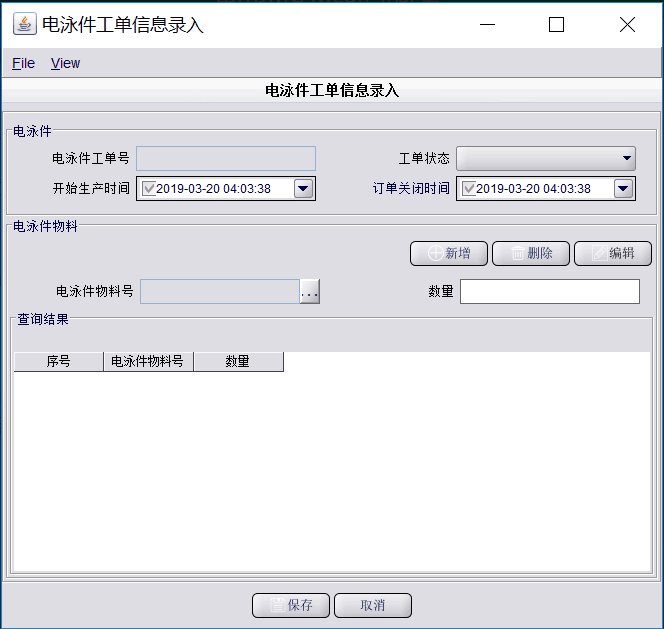 电泳件工单信息录入
File View
电泳件工单信息录入
电泳件
电泳件工单号 工单状态
开始生产时间 2019-03-20 04:03:38 订单关闭时间 2019-03-20 04:03:38
电泳件物料
新增 删除 编辑
电泳件物料号 ... 数量
查询结果
序号 电泳件物料号 数量
保存 取消